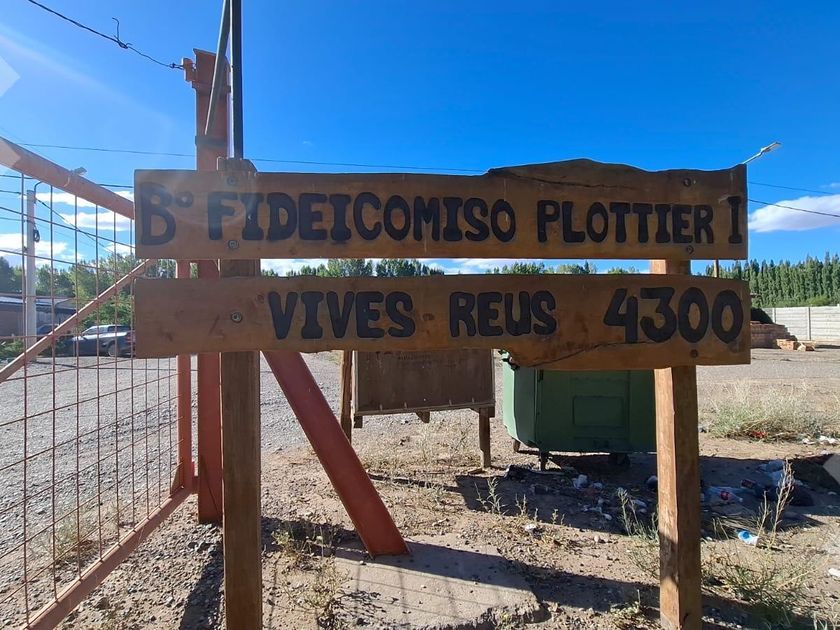 B° FIDEICOMISO PLOTTIER I
VIVES REUS 4300